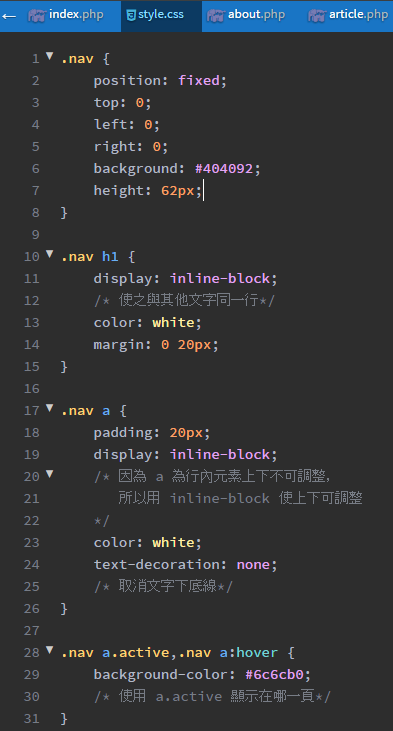 ← index.php style.css about.php article.php
1 ▼ .nav {
2 position: fixed;
3 top: 0;
4 left: 0;
5 right: 0;
6 background: #404092;
7 height: 62px;
8 }
9
10 ▼ .nav h1 {
11 display: inline-block;
12 /* 使之與其他文字同一行*/
13 color: white;
14 margin: 0 20px;
15 }
16
17 ▼ .nav a {
18 padding: 20px;
19 display: inline-block;
20 ▼ /* 因為 a 為行內元素上下不可調整，
21 所以用 inline-block 使上下可調整
22 */
23 color: white;
24 text-decoration: none;
25 /* 取消文字下底線*/
26 }
27
28 ▼ .nav a.active,.nav a:hover {
29 background-color: #6c6cb0;
30 /* 使用 a.active 顯示在哪一頁*/
31 }